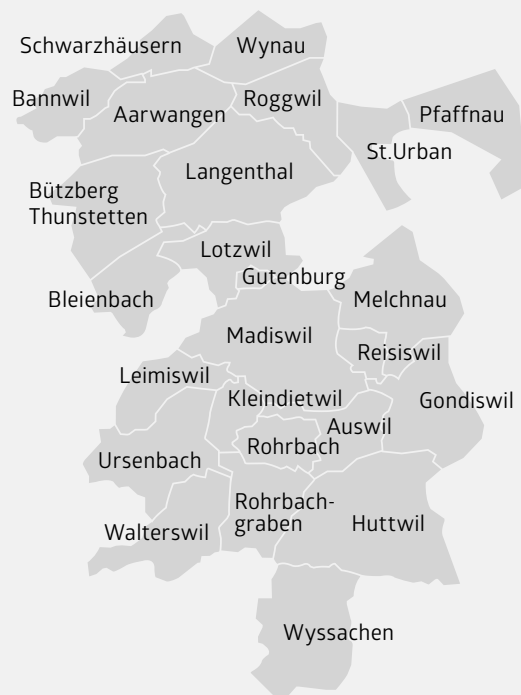 Schwarzhäusern
Wynau
Bannwil
Aarwangen
Roggwil
Pfaffnau
St.Urban
Langenthal
Bützberg
Thunstetten
Lotzwil
Gutenburg
Bleienbach
Melchnau
Madiswil
Reisiswil
Leimiswil
Kleindietwil
Gondiswil
Auswil
Rohrbach
Ursenbach
Rohrbach-
graben
Huttwil
Walterswil
Wyssachen